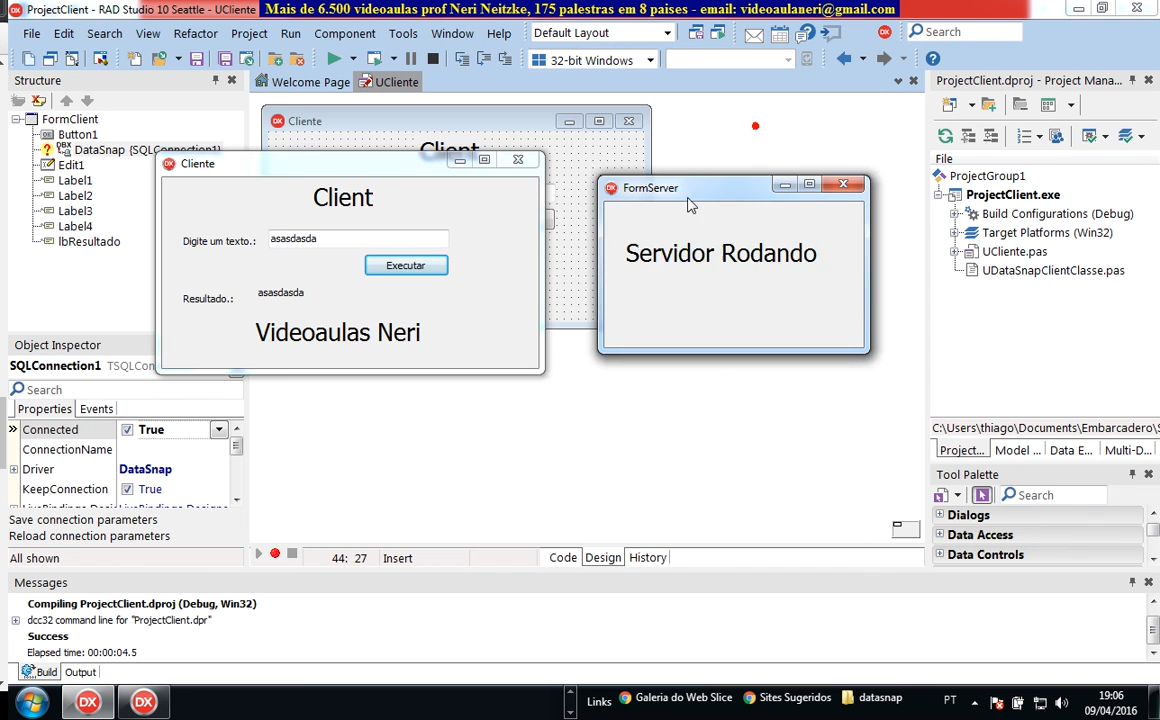 ProjectClient - RAD Studio 10 Seattle - UCliente
Mais de 6.500 videoaulas prof Neri Neitzke, 175 palestras em 8 paises - email: videoaulaneri@gmail.com
File Edit Search View Refactor Project Run Component Tools Window Help
Default Layout
Search
32-bit Windows
Structure
Welcome Page
UCliente
ProjectClient.dproj - Project Mana...
FormClient
Button1
DataSnap {SQLConnection1}
Edit1
Label1
Label2
Label3
Label4
lbResultado
Cliente
Client
Cliente
Client
Digite um texto.:
asasdasda
Executar
Resultado.:
asasdasda
Videoaulas Neri
FormServer
Servidor Rodando
File
ProjectGroup1
ProjectClient.exe
Build Configurations (Debug)
Target Platforms (Win32)
UCliente.pas
UDataSnapClientClasse.pas
Object Inspector
SQLConnection1
Search
Properties
Events
Connected
True
ConnectionName
Driver
DataSnap
KeepConnection
True
Save connection parameters
Reload connection parameters
All shown
C:\Users\thiago\Documents\Embarcadero\S
Project...
Model ...
Data E...
Multi-D...
Tool Palette
Search
Dialogs
Data Access
Data Controls
44: 27
Insert
Code
Design
History
Messages
Compiling ProjectClient.dproj (Debug, Win32)
dcc32 command line for "ProjectClient.dpr"
Success
Elapsed time: 00:00:04.5
Build
Output
Links
Galeria do Web Slice
Sites Sugeridos
datasnap
PT
19:06
09/04/2016